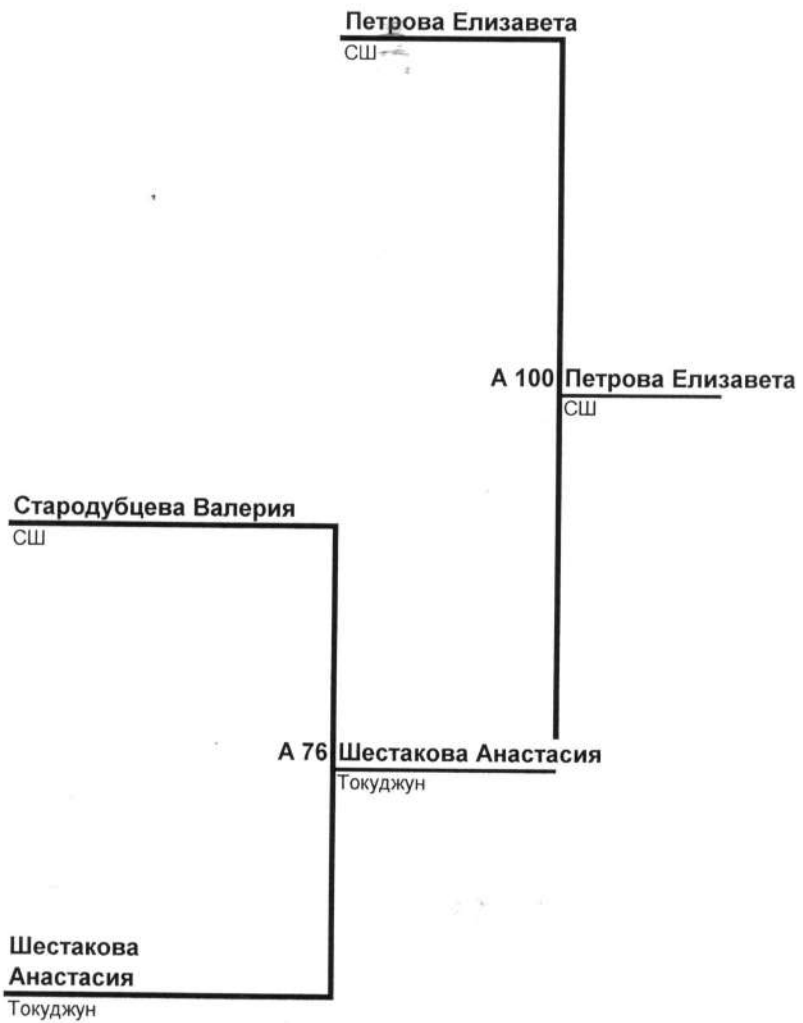 Петрова Елизавета
СШ
А 100 Петрова Елизавета
СШ
Стародубцева Валерия
СШ
А 76 Шестакова Анастасия
Токуджун
Шестакова
Анастасия
Токуджун